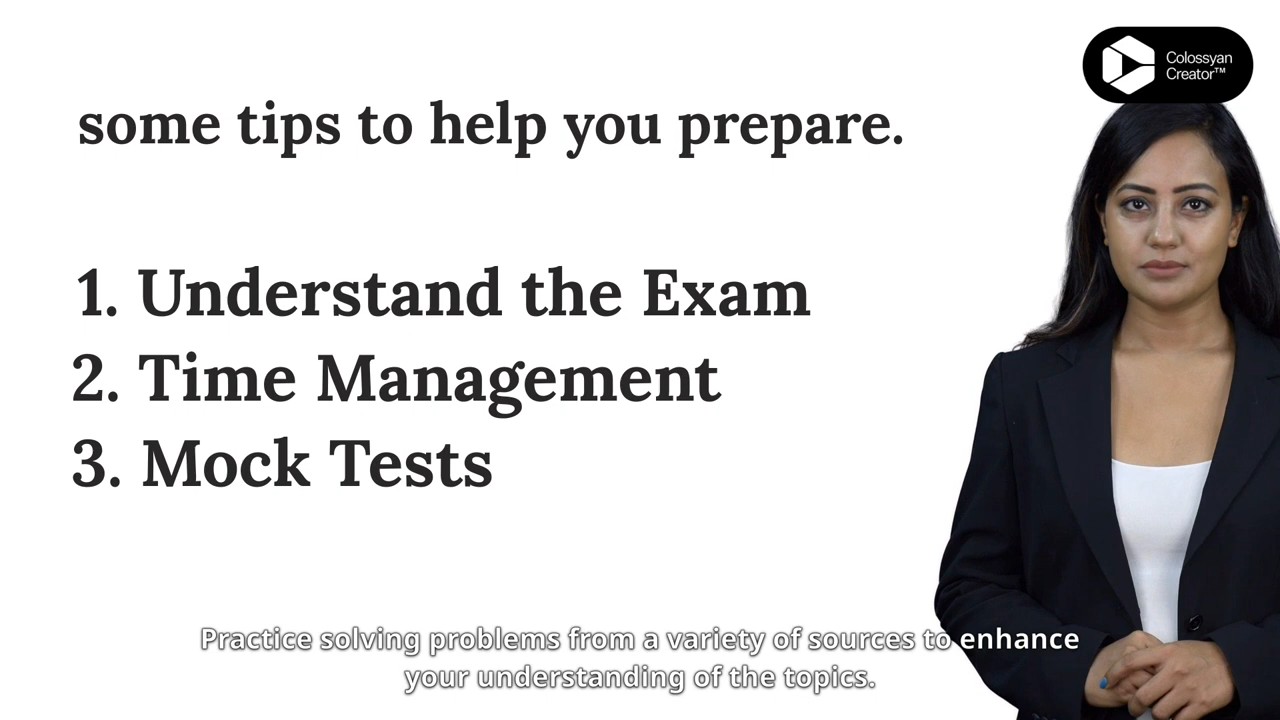 Colossyan
Creator™
some tips to help you prepare.
1. Understand the Exam
2. Time Management
3. Mock Tests
Practice solving problems from a variety of sources to enhance
your understanding of the topics.